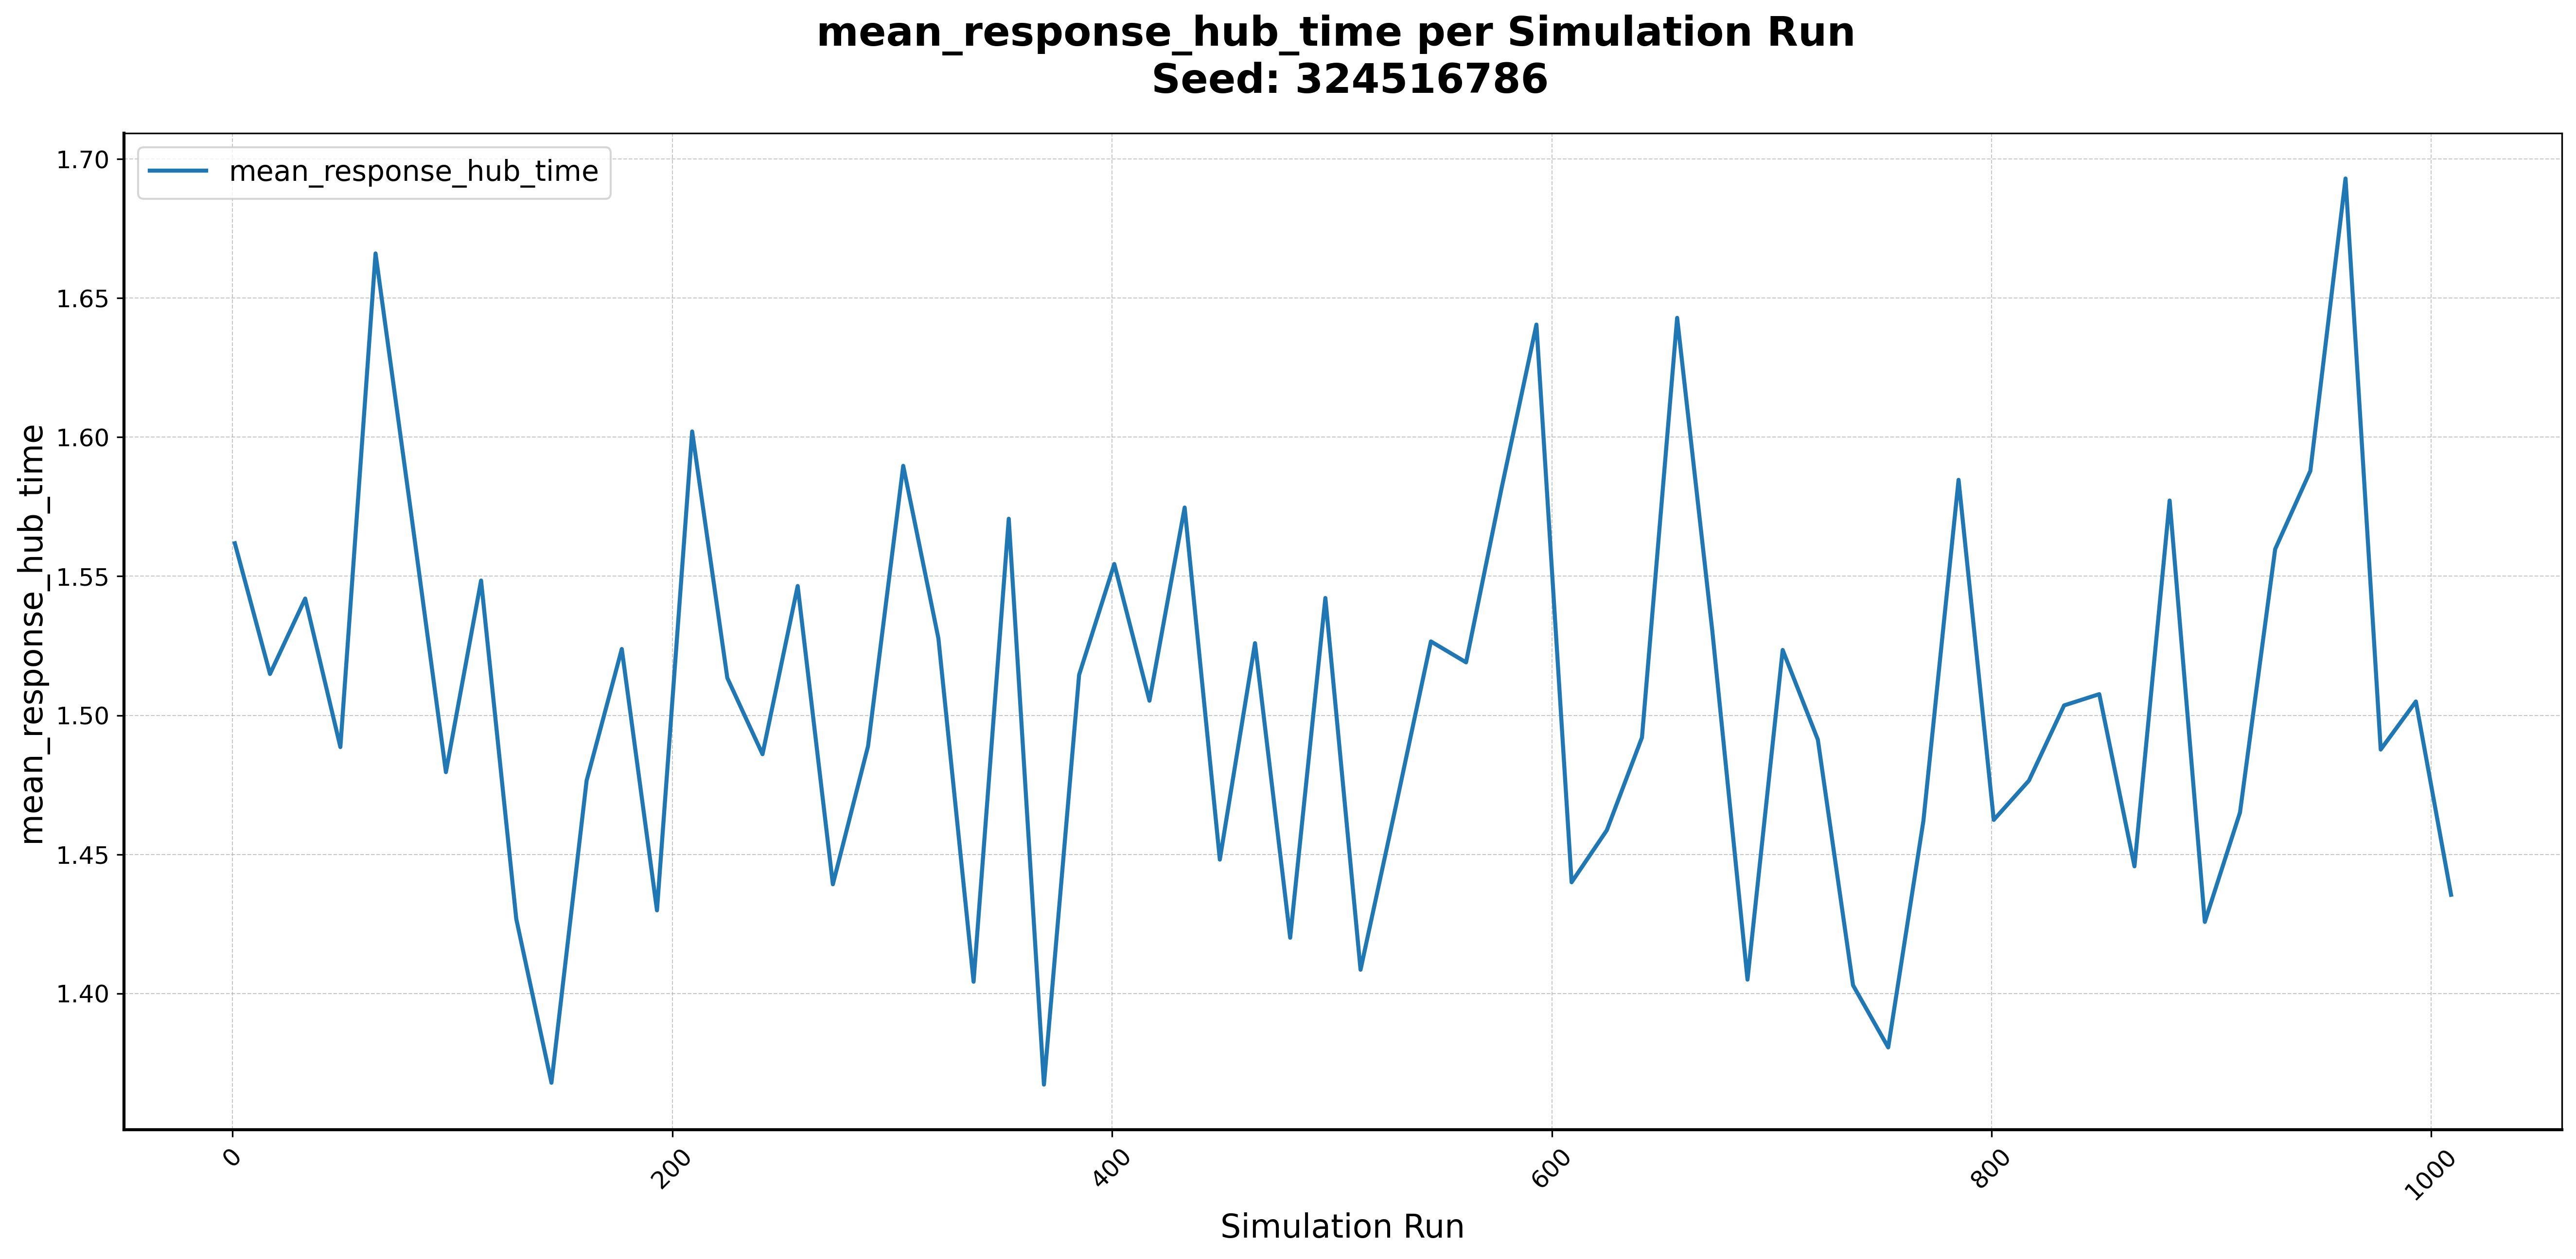 mean_response_hub_time per Simulation Run
Seed: 324516786
mean_response_hub_time
1.70
1.65
1.60
1.55
1.50
1.45
1.40
mean_response_hub_time
0
200
400
600
800
1000
Simulation Run